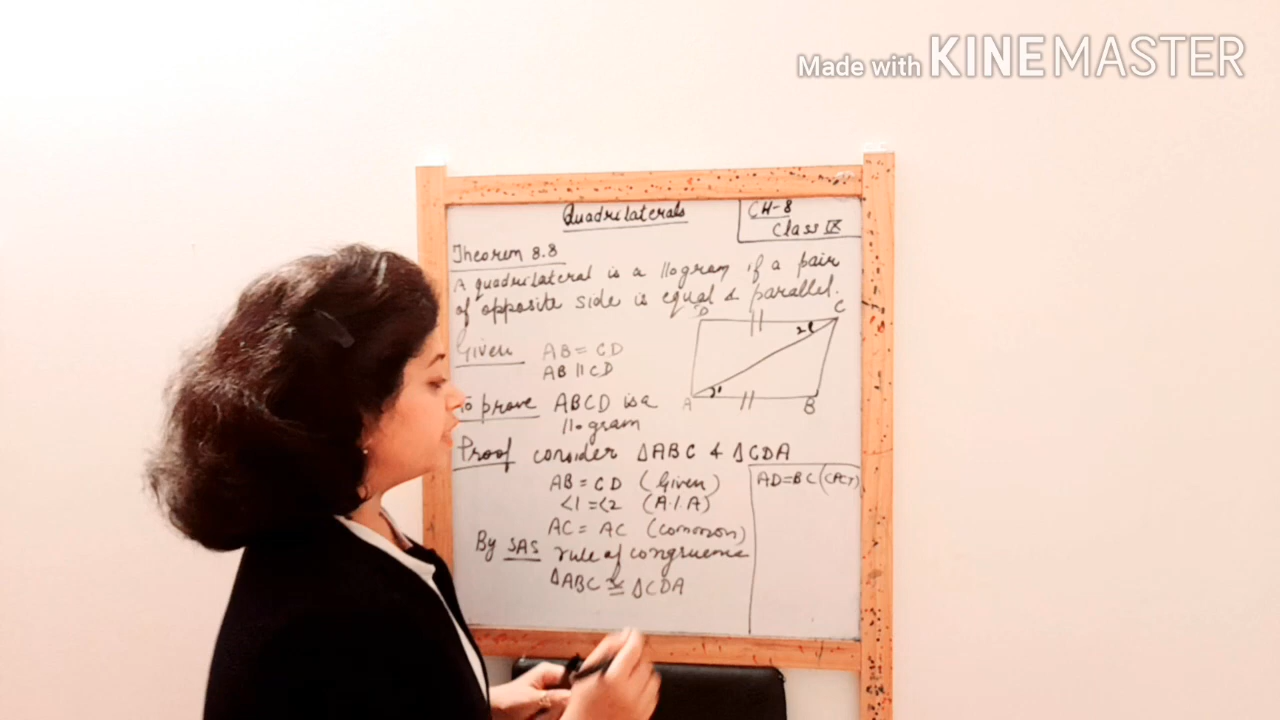 Made with KINEMASTER
Quadrilaterals
CH-8
Class IX
Theorem 8.8
A quadrilateral is a llogram if a pair
of opposite side is equal & parallel.
D
C
2
1
A
B
Given AB = CD
AB || CD
To prove ABCD is a
llogram
Proof consider ΔABC & ΔCDA
AB = CD (Given)
<1 = <2 (A.I.A)
AC = AC (common)
By SAS rule of congruence
ΔABC ≅ ΔCDA
AD=BC (CPCT)